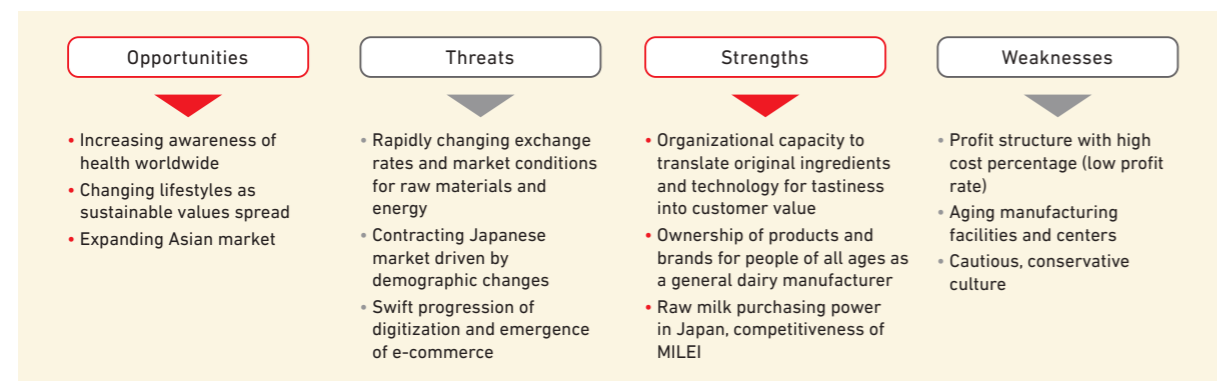 Opportunities
• Increasing awareness of
health worldwide
• Changing lifestyles as
sustainable values spread
• Expanding Asian market
Threats
• Rapidly changing exchange
rates and market conditions
for raw materials and
energy
• Contracting Japanese
market driven by
demographic changes
• Swift progression of
digitization and emergence
of e-commerce
Strengths
• Organizational capacity to
translate original ingredients
and technology for tastiness
into customer value
• Ownership of products and
brands for people of all ages as
a general dairy manufacturer
• Raw milk purchasing power
in Japan, competitiveness of
MILEI
Weaknesses
• Profit structure with high
cost percentage (low profit
rate)
• Aging manufacturing
facilities and centers
• Cautious, conservative
culture